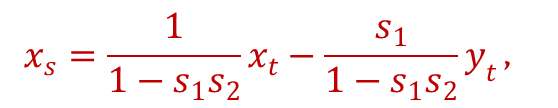 $x_s = \frac{1}{1 - s_1 s_2} x_t - \frac{s_1}{1 - s_1 s_2} y_t,$